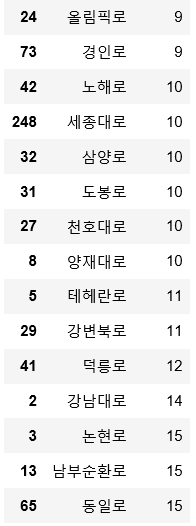 24 올림픽로 9
73 경인로 9
42 노해로 10
248 세종대로 10
32 삼양로 10
31 도봉로 10
27 천호대로 10
8 양재대로 10
5 테헤란로 11
29 강변북로 11
41 덕릉로 12
2 강남대로 14
3 논현로 15
13 남부순환로 15
65 동일로 15